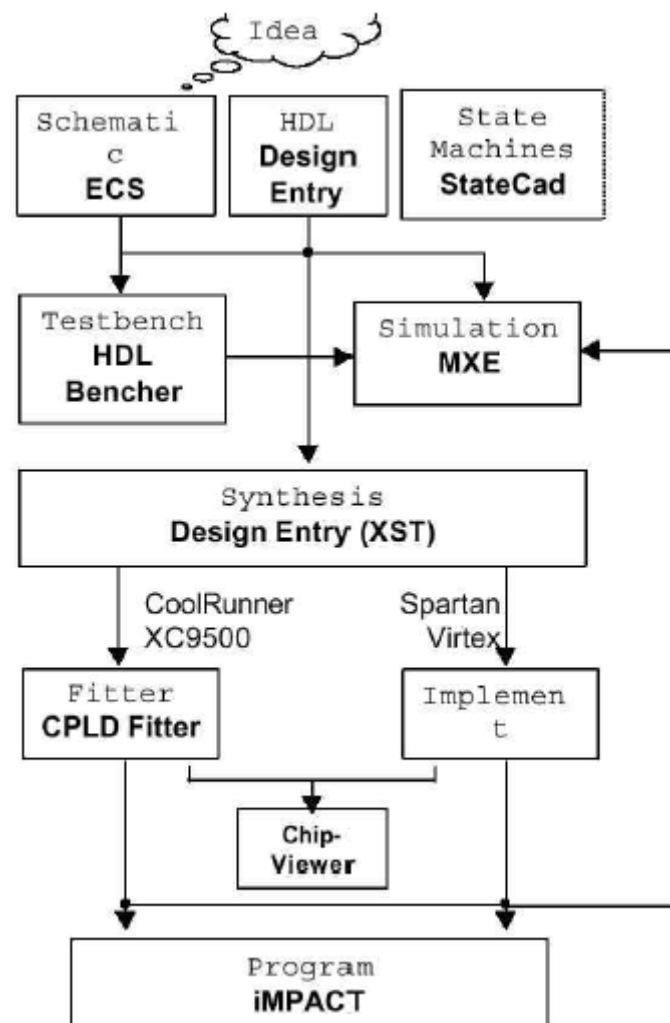 Idea
Schemati
c
ECS
HDL
Design
Entry
State
Machines
StateCad
Testbench
HDL
Bencher
Simulation
MXE
Synthesis
Design Entry (XST)
CoolRunner
XC9500
Spartan
Virtex
Fitter
CPLD Fitter
Implemen
t
Chip-
Viewer
Program
iMPACT